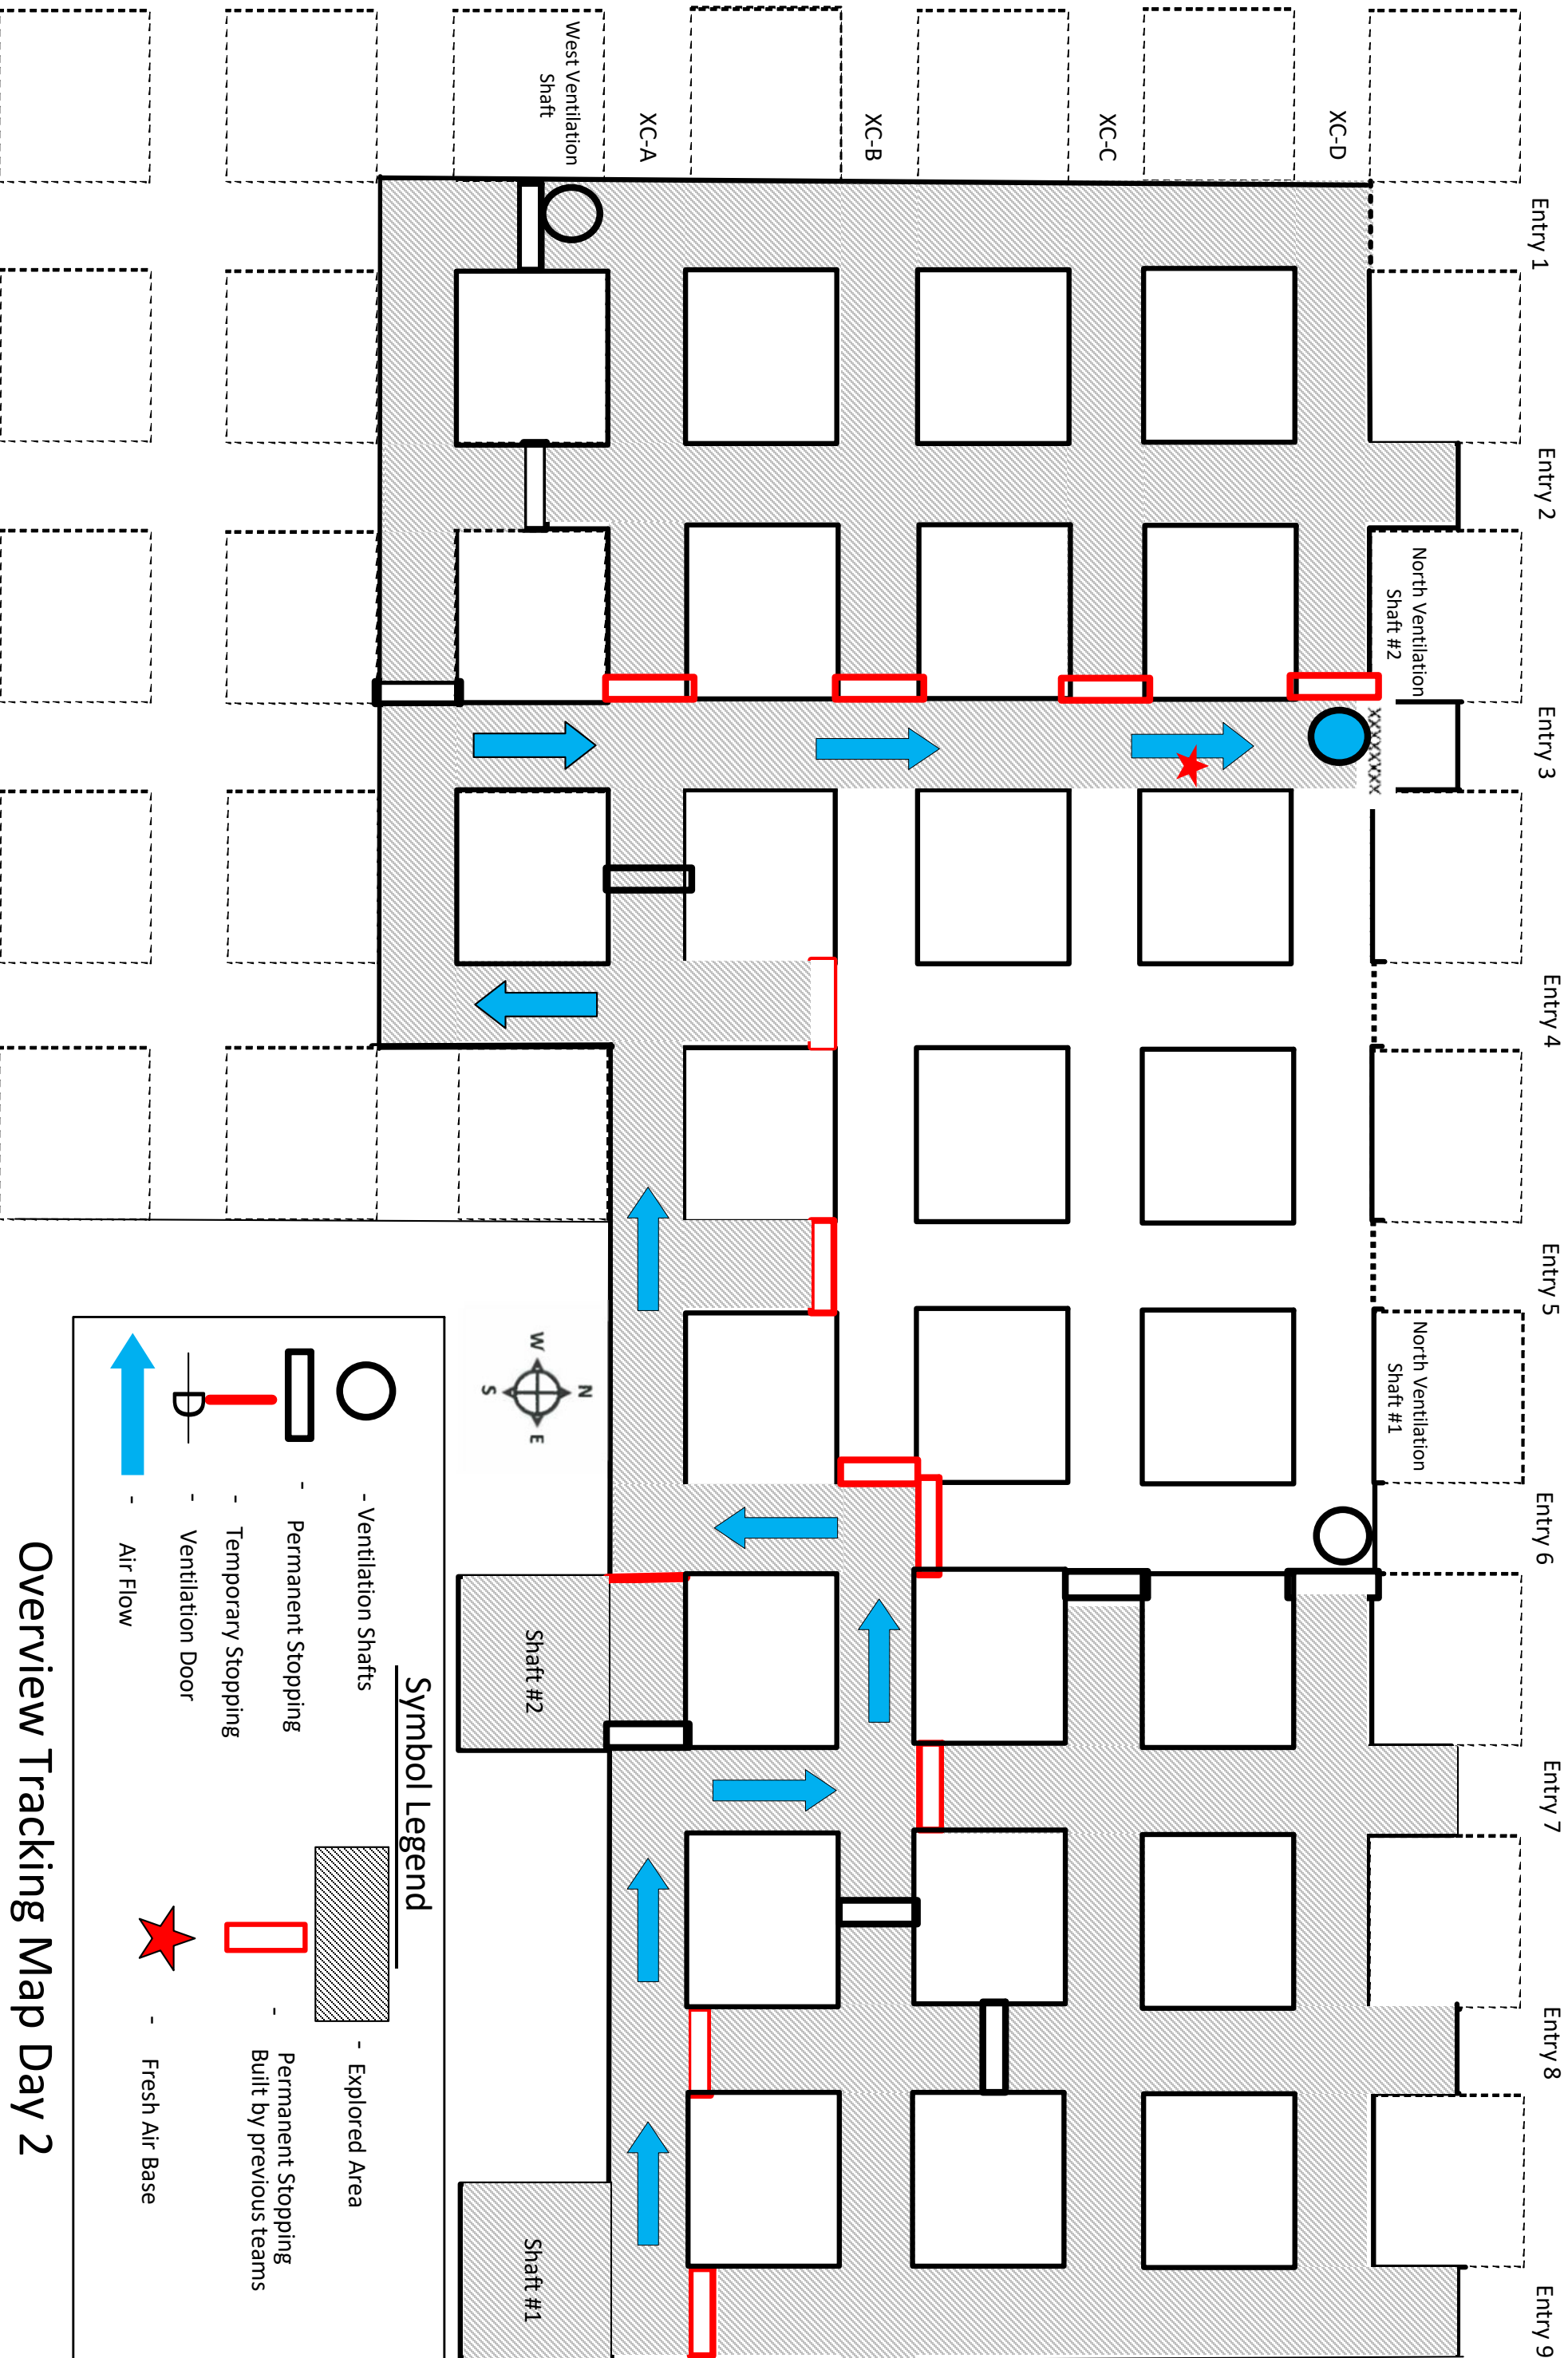 Entry 1
Entry 2
Entry 3
Entry 4
Entry 5
Entry 6
Entry 7
Entry 8
Entry 9
North Ventilation
Shaft #2
North Ventilation
Shaft #1
XXXXXXX
XC-D
XC-C
XC-B
XC-A
West Ventilation
Shaft
N
W
E
S
Shaft #2
Shaft #1
Symbol Legend
- Ventilation Shafts
- Permanent Stopping
- Temporary Stopping
D
- Ventilation Door
- Air Flow
- Explored Area
- Permanent Stopping
Built by previous teams
- Fresh Air Base
Overview Tracking Map Day 2